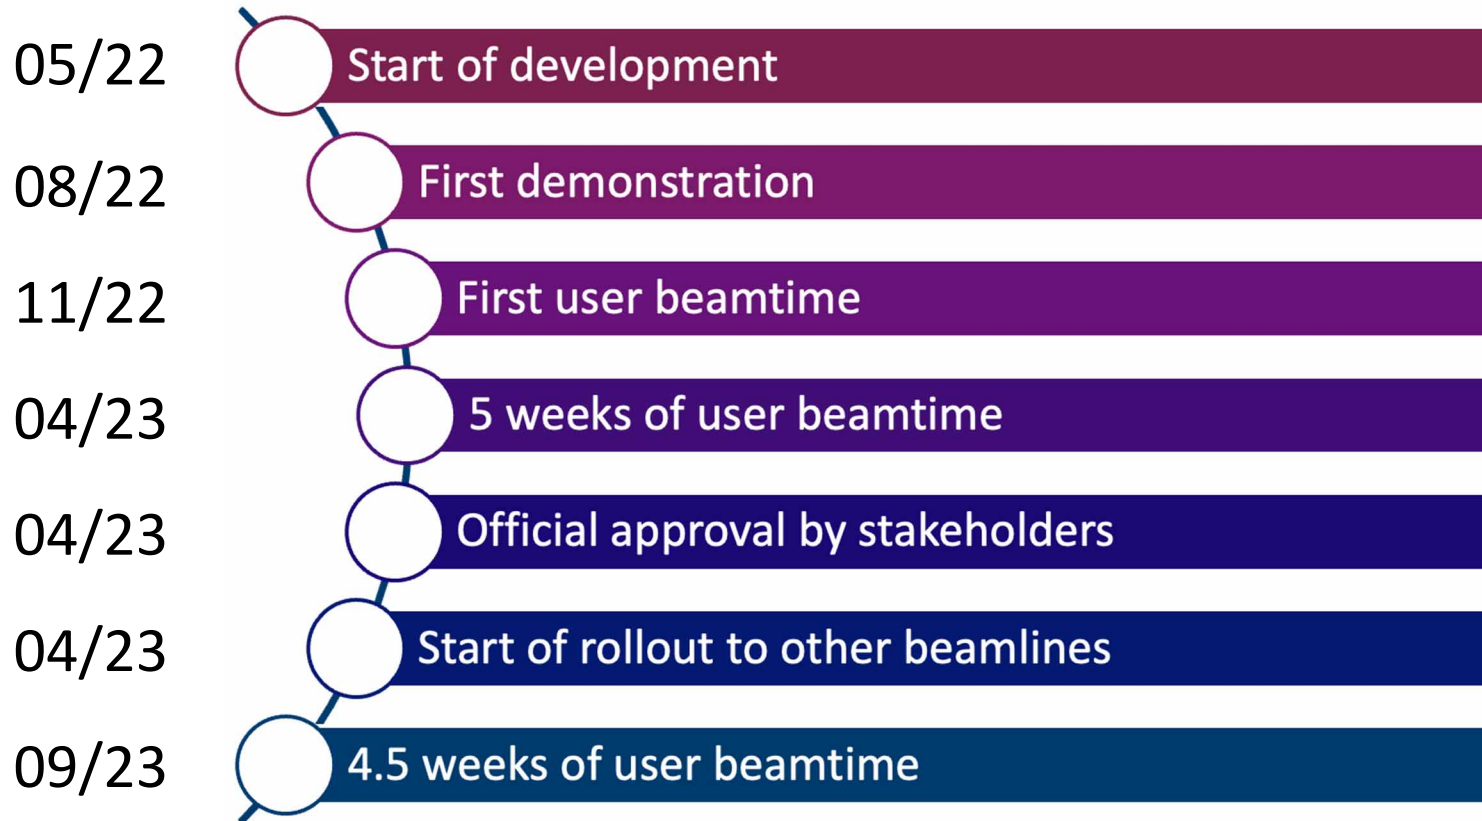 05/22 Start of development
08/22 First demonstration
11/22 First user beamtime
04/23 5 weeks of user beamtime
04/23 Official approval by stakeholders
04/23 Start of rollout to other beamlines
09/23 4.5 weeks of user beamtime